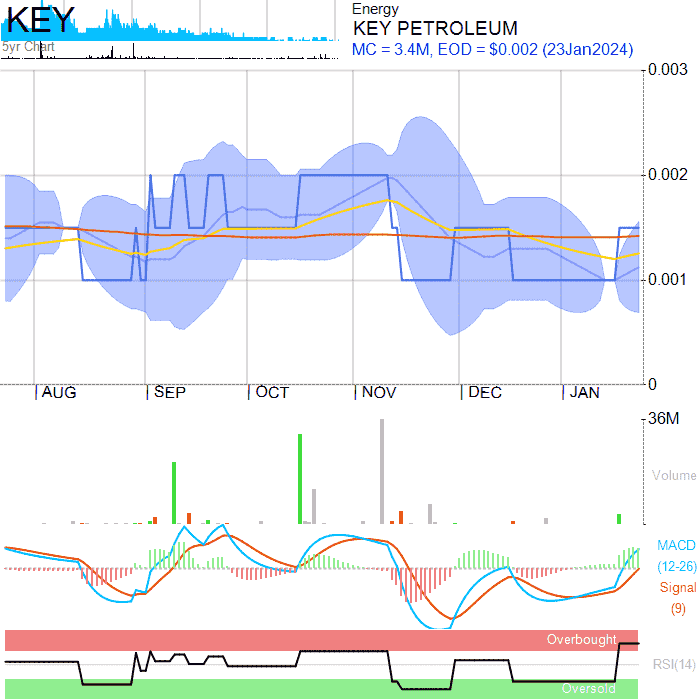 KEY
5yr Chart
Energy
KEY PETROLEUM
MC = 3.4M, EOD = $0.002 (23Jan2024)
0.003
0.002
0.001
0
AUG SEP OCT NOV DEC JAN
36M
Volume
MACD
(12-26)
Signal
(9)
Overbought
RSI(14)
Oversold